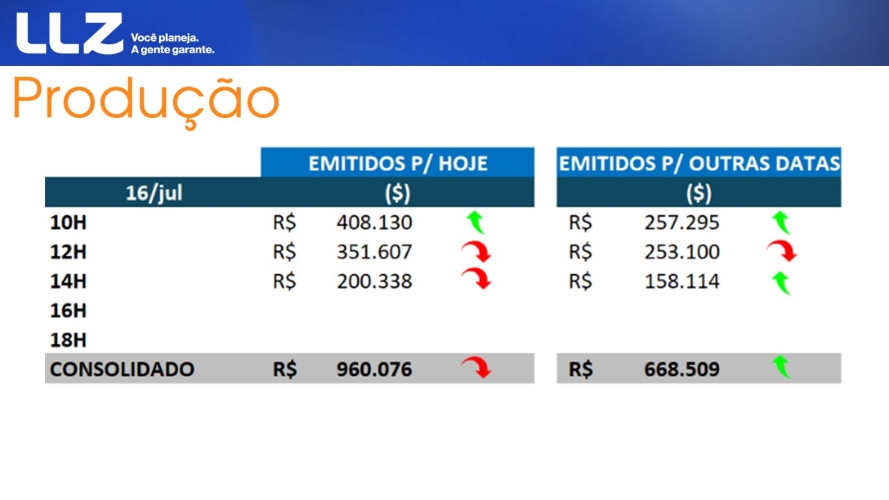 LLZ
Você planeja.
A gente garante.
Produção
EMITIDOS P/ HOJE EMITIDOS P/ OUTRAS DATAS
16/jul ($) ($)
10H R$ 408.130 R$ 257.295
12H R$ 351.607 R$ 253.100
14H R$ 200.338 R$ 158.114
16H
18H
CONSOLIDADO R$ 960.076 R$ 668.509